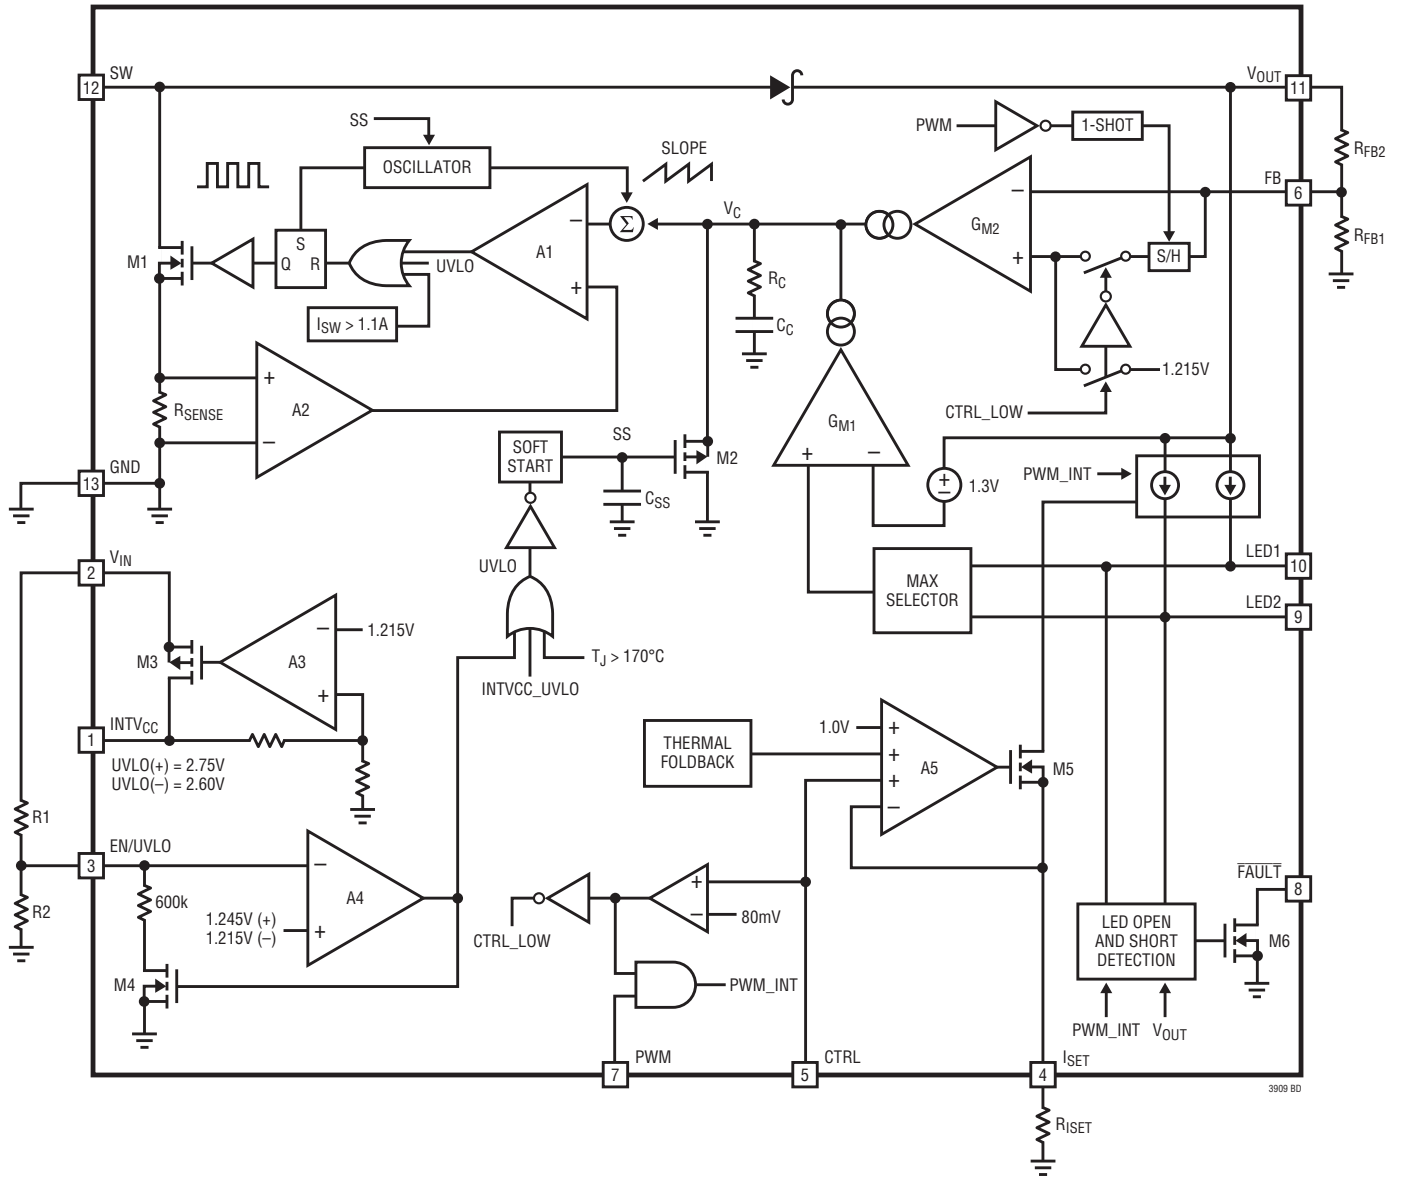 12
SW
VOUT
11
SS
PWM
1-SHOT
RFB2
SLOPE
OSCILLATOR
FB
6
VC
GM2
S
Q
R
M1
UVLO
A1
Σ
S/H
RFB1
ISW > 1.1A
RC
CC
1.215V
RSENSE
A2
GM1
CTRL_LOW
SOFT
START
SS
M2
GND
13
CSS
1.3V
PWM_INT
VIN
2
UVLO
MAX
SELECTOR
LED1
10
LED2
9
1.215V
M3
A3
TJ > 170°C
INTVCC_UVLO
INTVCC
1
UVLO(+) = 2.75V
UVLO(–) = 2.60V
THERMAL
FOLDBACK
1.0V
A5
M5
R1
EN/UVLO
3
600k
A4
1.245V (+)
1.215V (–)
R2
80mV
CTRL_LOW
FAULT
8
LED OPEN
AND SHORT
DETECTION
M6
M4
PWM_INT
PWM_INT
VOUT
PWM
7
CTRL
5
ISET
4
3909 BD
RISET